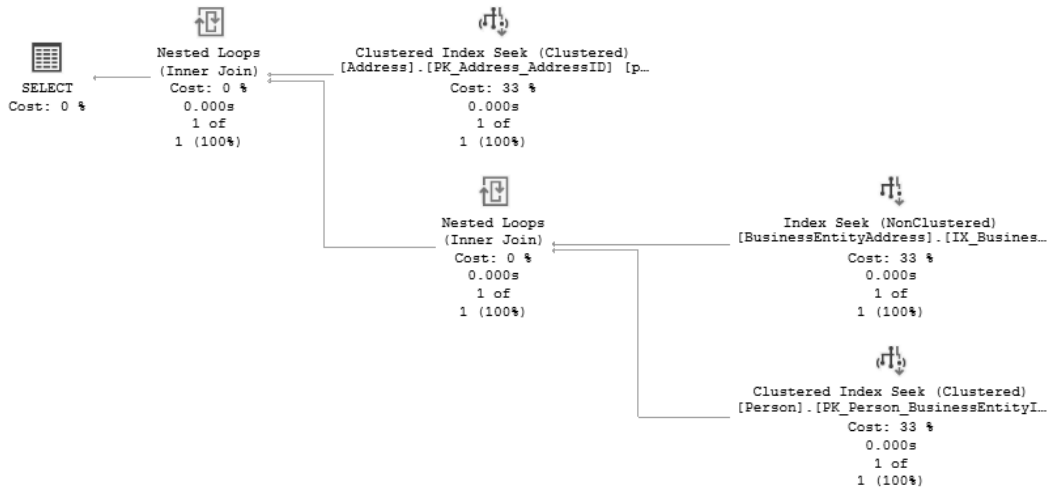 SELECT
Cost: 0 %
Nested Loops
(Inner Join)
Cost: 0 %
0.000s
1 of
1 (100%)
Clustered Index Seek (Clustered)
[Address].[PK_Address_AddressID] [p…
Cost: 33 %
0.000s
1 of
1 (100%)
Nested Loops
(Inner Join)
Cost: 0 %
0.000s
1 of
1 (100%)
Index Seek (NonClustered)
[BusinessEntityAddress].[IX_Busines…
Cost: 33 %
0.000s
1 of
1 (100%)
Clustered Index Seek (Clustered)
[Person].[PK_Person_BusinessEntityI…
Cost: 33 %
0.000s
1 of
1 (100%)